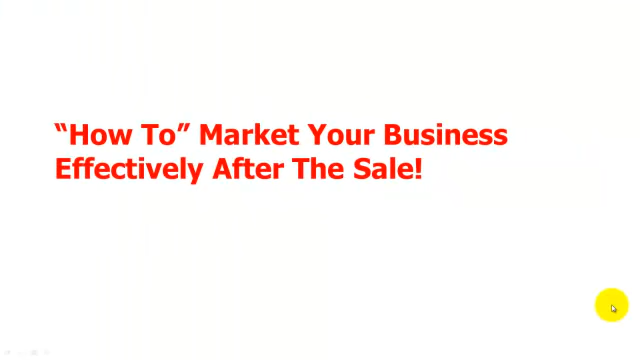 “How To” Market Your Business
Effectively After The Sale!